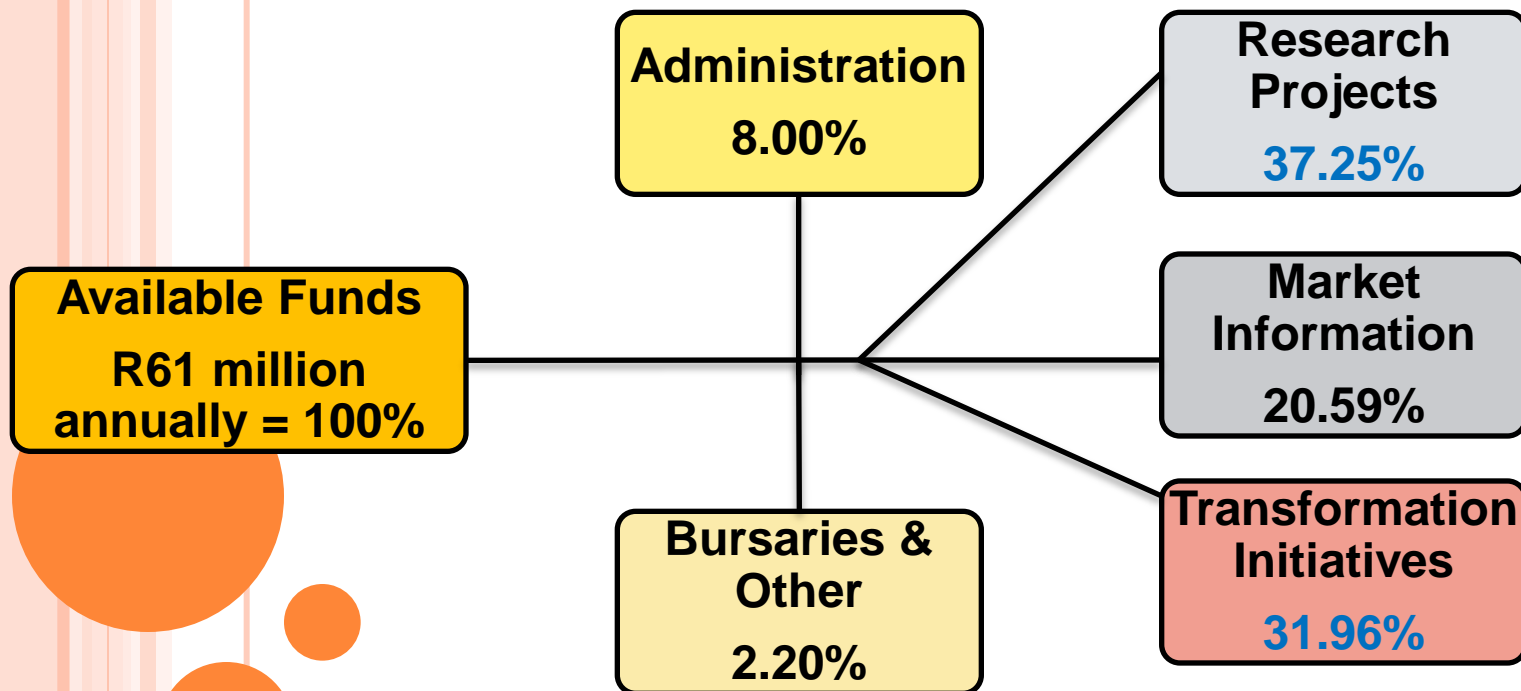 Administration
8.00%
Research
Projects
37.25%
Available Funds
R61 million
annually = 100%
Market
Information
20.59%
Bursaries &
Other
2.20%
Transformation
Initiatives
31.96%